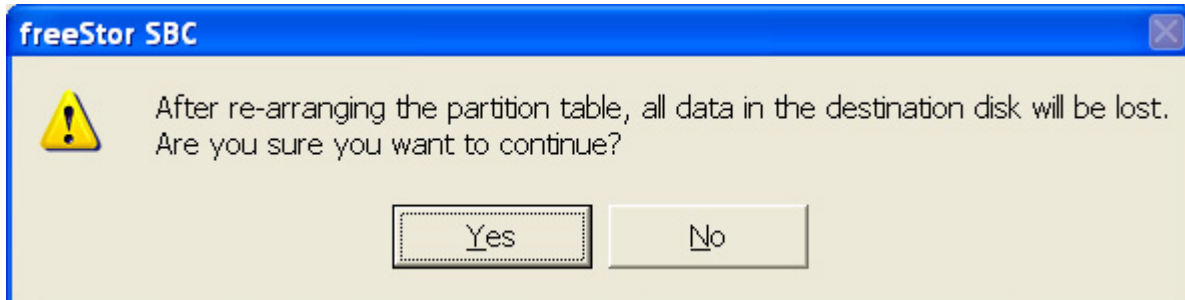 freeStor SBC
After re-arranging the partition table, all data in the destination disk will be lost.
Are you sure you want to continue?
Yes No